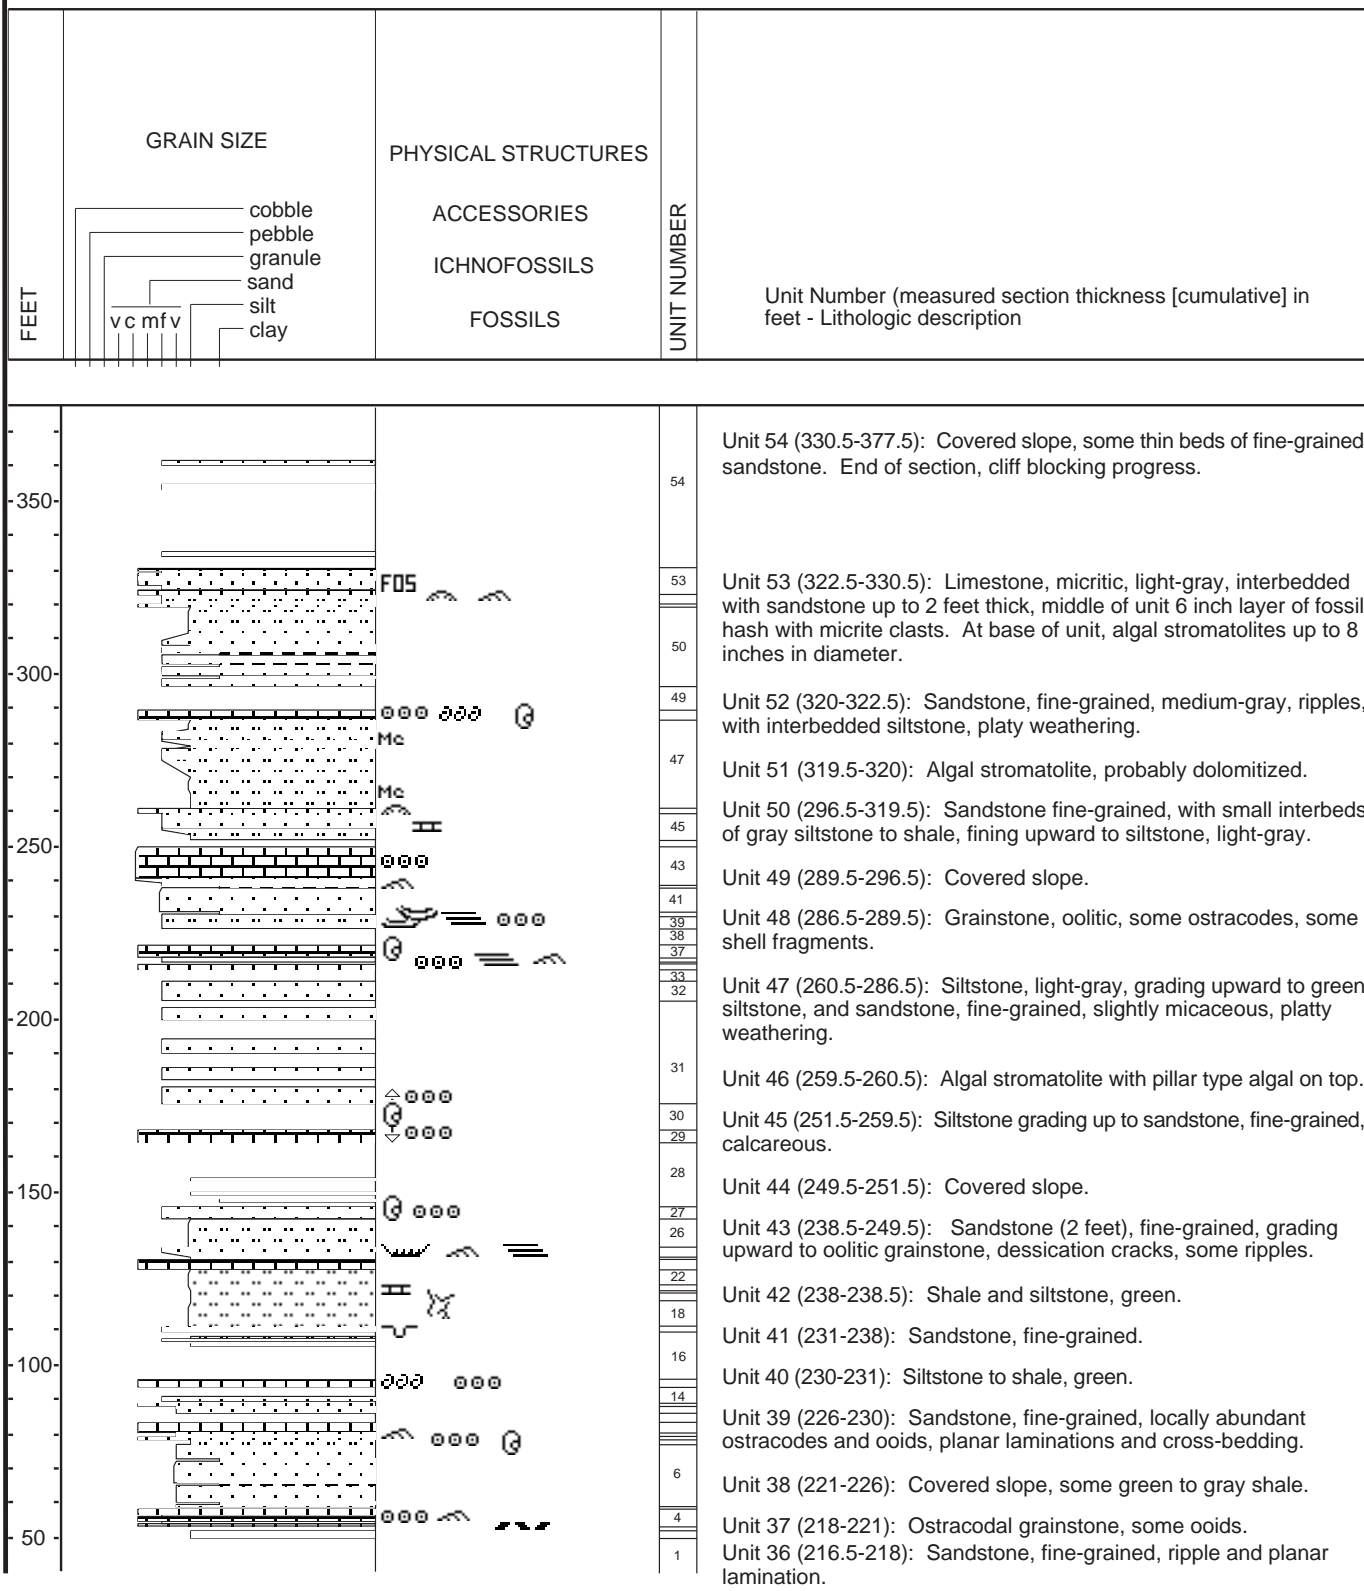 GRAIN SIZE
PHYSICAL STRUCTURES
cobble
ACCESSORIES
pebble
granule
ICHNOFOSSILS
sand
silt
FOSSILS
v c m f v
clay
FEET
UNIT NUMBER
Unit Number (measured section thickness [cumulative] in
feet - Lithologic description
350
300
250
200
150
100
50
FOS
Mc
Mc
54
53
50
49
47
45
43
41
39
38
37
33
32
31
30
29
28
27
26
22
18
16
14
6
4
1
Unit 54 (330.5-377.5): Covered slope, some thin beds of fine-grained
sandstone. End of section, cliff blocking progress.
Unit 53 (322.5-330.5): Limestone, micritic, light-gray, interbedded
with sandstone up to 2 feet thick, middle of unit 6 inch layer of fossil
hash with micrite clasts. At base of unit, algal stromatolites up to 8
inches in diameter.
Unit 52 (320-322.5): Sandstone, fine-grained, medium-gray, ripples,
with interbedded siltstone, platy weathering.
Unit 51 (319.5-320): Algal stromatolite, probably dolomitized.
Unit 50 (296.5-319.5): Sandstone fine-grained, with small interbeds
of gray siltstone to shale, fining upward to siltstone, light-gray.
Unit 49 (289.5-296.5): Covered slope.
Unit 48 (286.5-289.5): Grainstone, oolitic, some ostracodes, some
shell fragments.
Unit 47 (260.5-286.5): Siltstone, light-gray, grading upward to green
siltstone, and sandstone, fine-grained, slightly micaceous, platty
weathering.
Unit 46 (259.5-260.5): Algal stromatolite with pillar type algal on top.
Unit 45 (251.5-259.5): Siltstone grading up to sandstone, fine-grained,
calcareous.
Unit 44 (249.5-251.5): Covered slope.
Unit 43 (238.5-249.5): Sandstone (2 feet), fine-grained, grading
upward to oolitic grainstone, dessication cracks, some ripples.
Unit 42 (238-238.5): Shale and siltstone, green.
Unit 41 (231-238): Sandstone, fine-grained.
Unit 40 (230-231): Siltstone to shale, green.
Unit 39 (226-230): Sandstone, fine-grained, locally abundant
ostracodes and ooids, planar laminations and cross-bedding.
Unit 38 (221-226): Covered slope, some green to gray shale.
Unit 37 (218-221): Ostracodal grainstone, some ooids.
Unit 36 (216.5-218): Sandstone, fine-grained, ripple and planar
lamination.